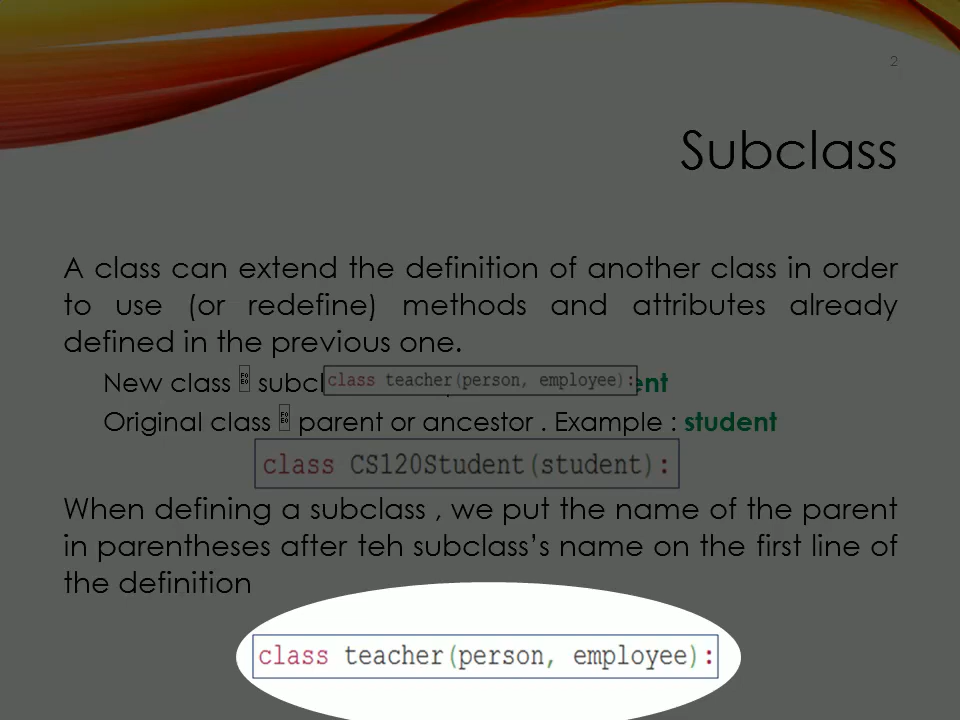 2
Subclass
A class can extend the definition of another class in order
to use (or redefine) methods and attributes already
defined in the previous one.
New class subcl
class teacher(person, employee):
Original class parent or ancestor . Example : student
class CS120Student(student):
When defining a subclass , we put the name of the parent
in parentheses after teh subclass’s name on the first line of
the definition
class teacher(person, employee):